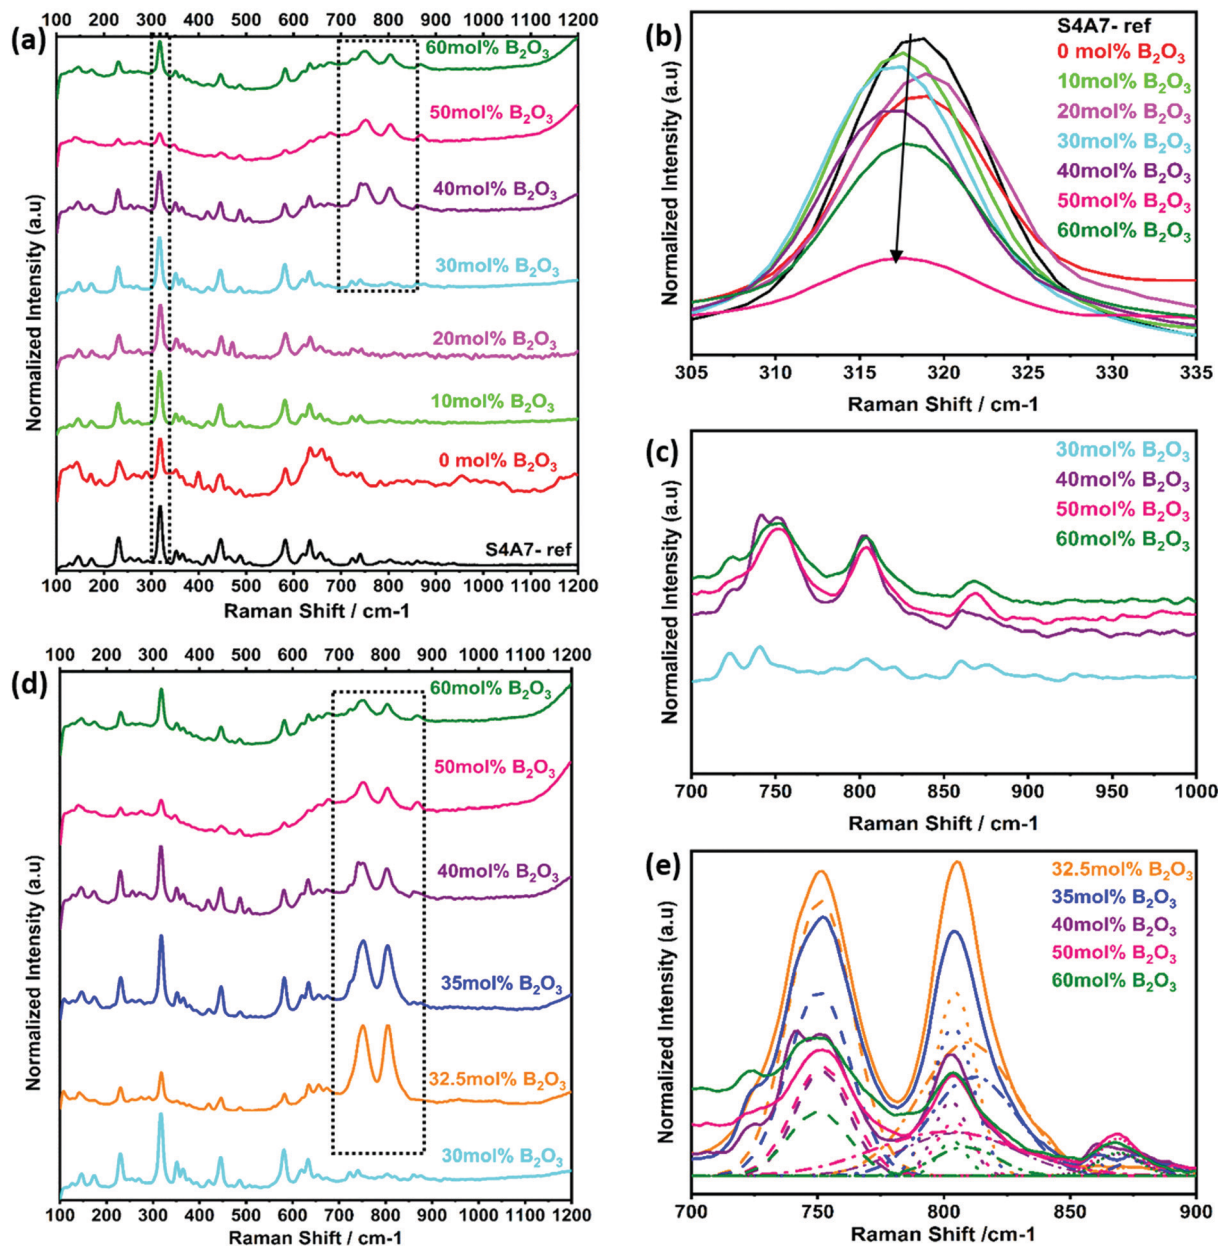 (a)
100 200 300 400 500 600 700 800 900 1000 1100 1200
60mol% B₂O₃
50mol% B₂O₃
40mol% B₂O₃
30mol% B₂O₃
20mol% B₂O₃
10mol% B₂O₃
0 mol% B₂O₃
S4A7- ref
Normalized Intensity (a.u)
100 200 300 400 500 600 700 800 900 1000 1100 1200
Raman Shift / cm-1
(b)
S4A7- ref
0 mol% B₂O₃
10mol% B₂O₃
20mol% B₂O₃
30mol% B₂O₃
40mol% B₂O₃
50mol% B₂O₃
60mol% B₂O₃
Normalized Intensity (a.u)
305 310 315 320 325 330 335
Raman Shift / cm-1
(c)
30mol% B₂O₃
40mol% B₂O₃
50mol% B₂O₃
60mol% B₂O₃
Normalized Intensity (a.u)
700 750 800 850 900 950 1000
Raman Shift / cm-1
(d)
100 200 300 400 500 600 700 800 900 1000 1100 1200
60mol% B₂O₃
50mol% B₂O₃
40mol% B₂O₃
35mol% B₂O₃
32.5mol% B₂O₃
30mol% B₂O₃
Normalized Intensity (a.u)
100 200 300 400 500 600 700 800 900 1000 1100 1200
Raman Shift / cm-1
(e)
32.5mol% B₂O₃
35mol% B₂O₃
40mol% B₂O₃
50mol% B₂O₃
60mol% B₂O₃
Normalized Intensity (a.u)
700 750 800 850 900
Raman Shift /cm-1